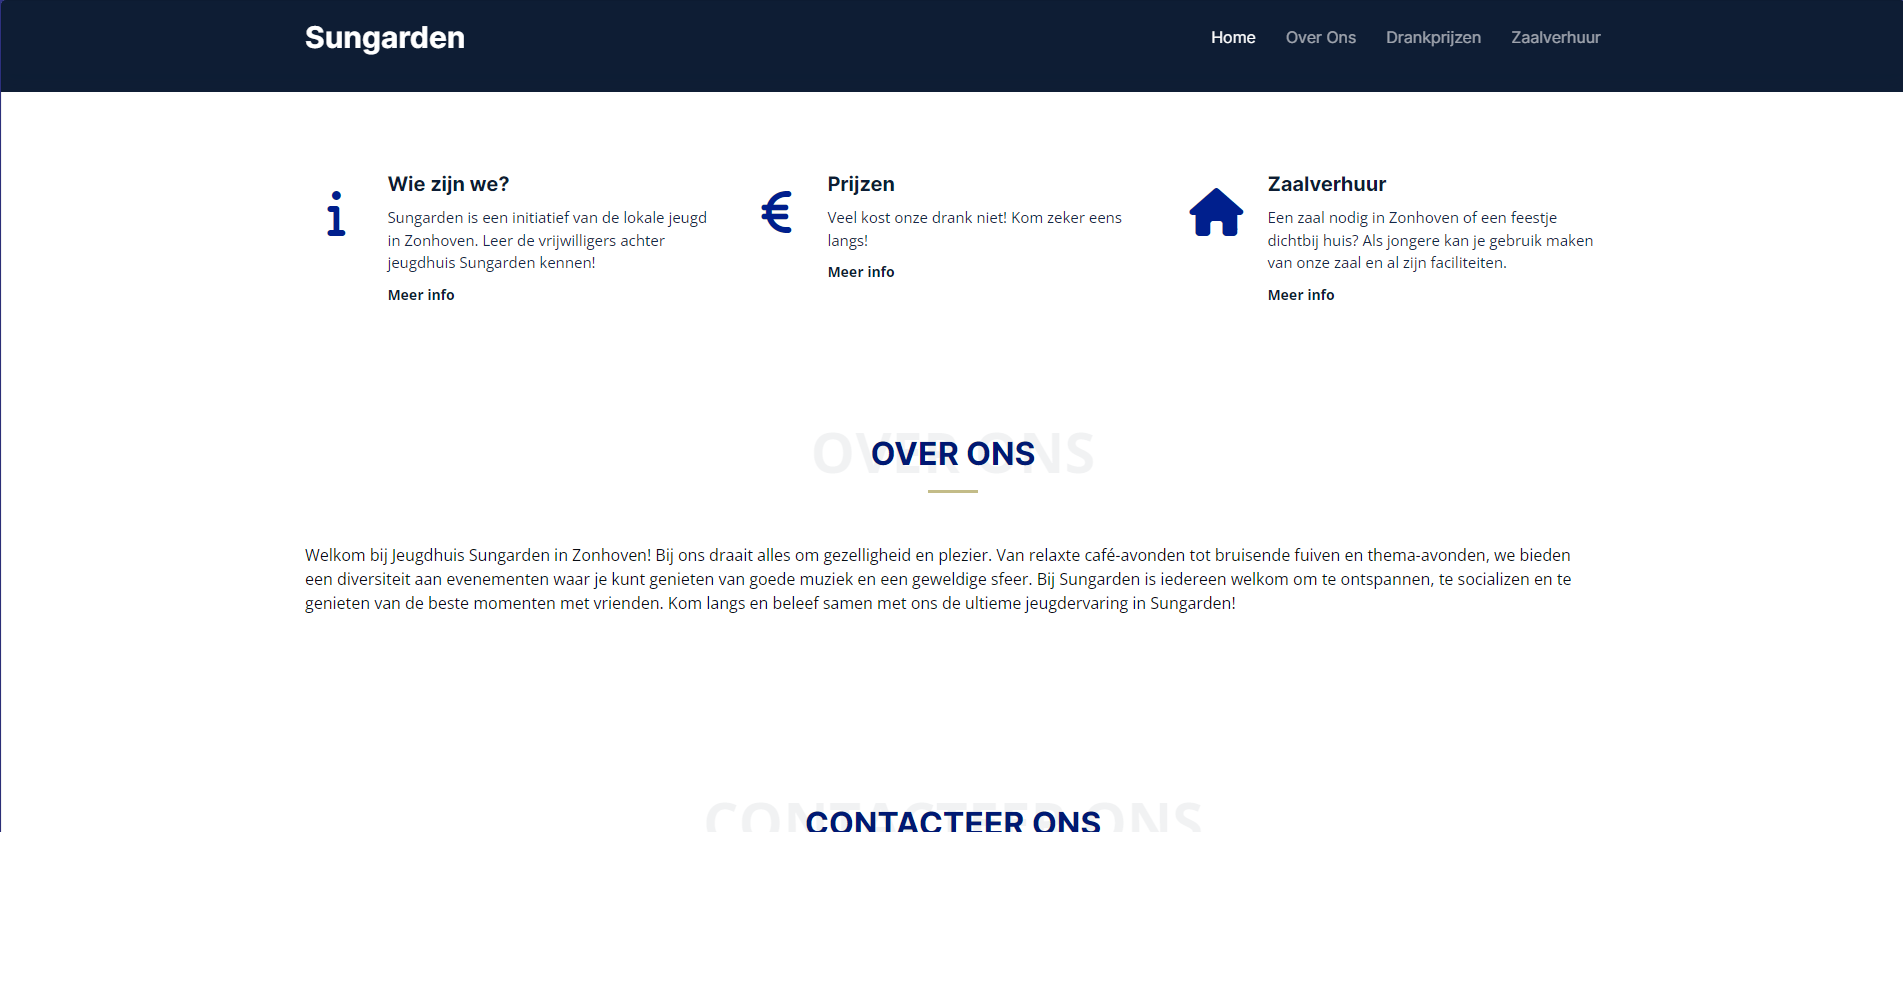 Sungarden
Home Over Ons Drankprijzen Zaalverhuur
Wie zijn we?
Sungarden is een initiatief van de lokale jeugd
in Zonhoven. Leer de vrijwilligers achter
jeugdhuis Sungarden kennen!
Meer info
Prijzen
Veel kost onze drank niet! Kom zeker eens
langs!
Meer info
Zaalverhuur
Een zaal nodig in Zonhoven of een feestje
dichtbij huis? Als jongere kan je gebruik maken
van onze zaal en al zijn faciliteiten.
Meer info
OVER ONS
OVER ONS
Welkom bij Jeugdhuis Sungarden in Zonhoven! Bij ons draait alles om gezelligheid en plezier. Van relaxte café-avonden tot bruisende fuiven en thema-avonden, we bieden
een diversiteit aan evenementen waar je kunt genieten van goede muziek en een geweldige sfeer. Bij Sungarden is iedereen welkom om te ontspannen, te socializen en te
genieten van de beste momenten met vrienden. Kom langs en beleef samen met ons de ultieme jeugdervaring in Sungarden!
CONTACTEER ONS
CONTACTEER ONS